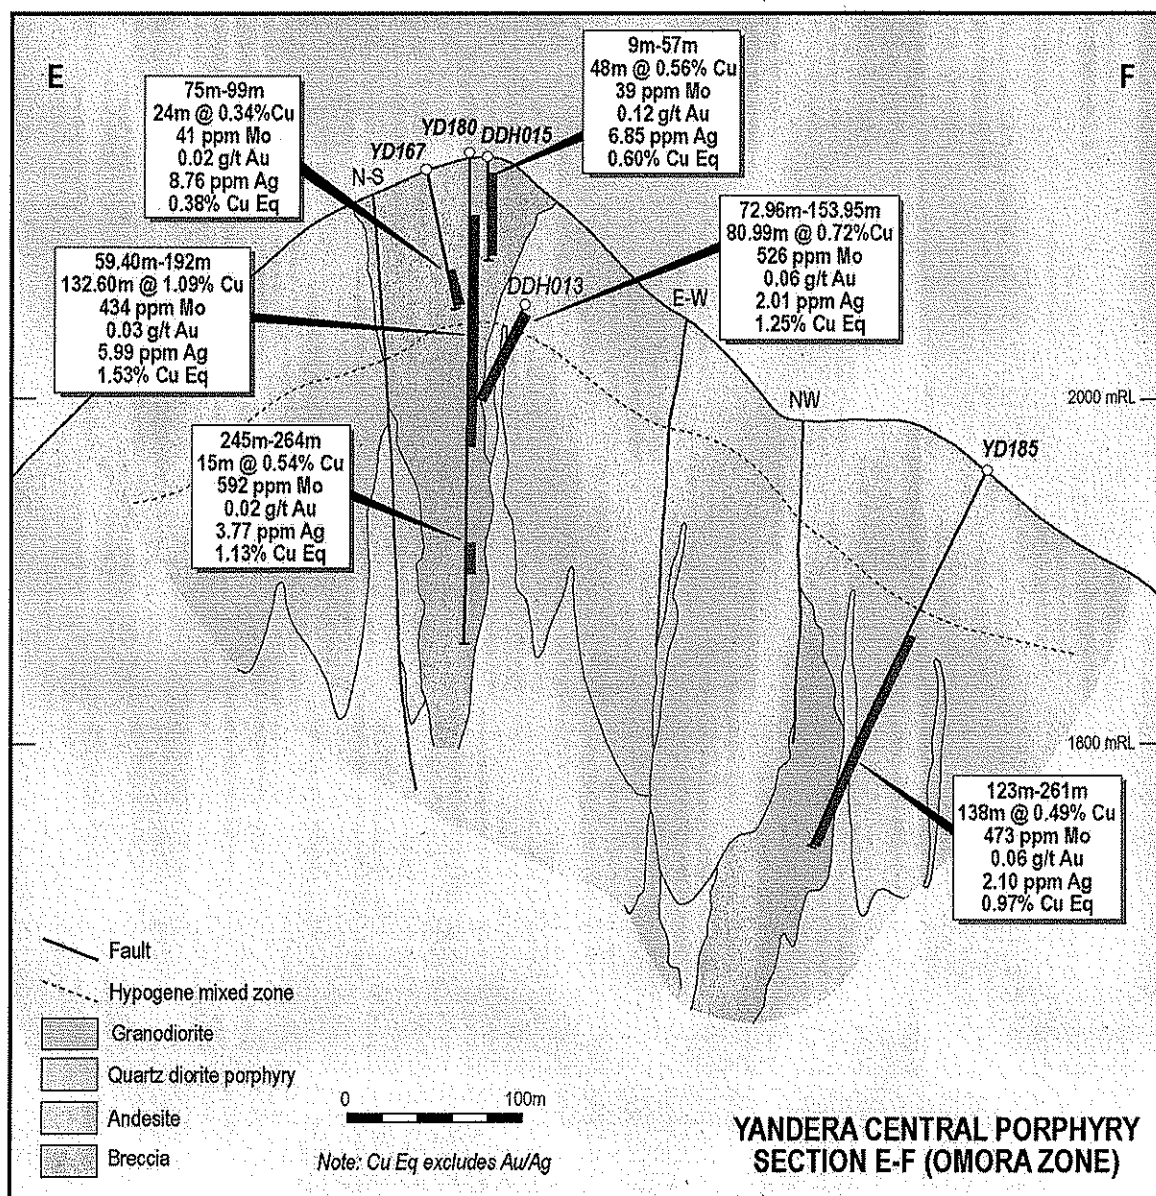 E
F
9m-57m
48m @ 0.56% Cu
39 ppm Mo
0.12 g/t Au
6.85 ppm Ag
0.60% Cu Eq
75m-99m
24m @ 0.34%Cu
41 ppm Mo
0.02 g/t Au
8.76 ppm Ag
0.38% Cu Eq
YD180
DDH015
YD167
N-S
72.96m-153.95m
80.99m @ 0.72%Cu
526 ppm Mo
0.06 g/t Au
2.01 ppm Ag
1.25% Cu Eq
59.40m-192m
132.60m @ 1.09% Cu
434 ppm Mo
0.03 g/t Au
5.99 ppm Ag
1.53% Cu Eq
DDH013
E-W
NW
2000 mRL
245m-264m
15m @ 0.54% Cu
592 ppm Mo
0.02 g/t Au
3.77 ppm Ag
1.13% Cu Eq
YD185
1800 mRL
123m-261m
138m @ 0.49% Cu
473 ppm Mo
0.06 g/t Au
2.10 ppm Ag
0.97% Cu Eq
Fault
Hypogene mixed zone
Granodiorite
Quartz diorite porphyry
Andesite
Breccia
0 100m
Note: Cu Eq excludes Au/Ag
YANDERA CENTRAL PORPHYRY
SECTION E-F (OMORA ZONE)